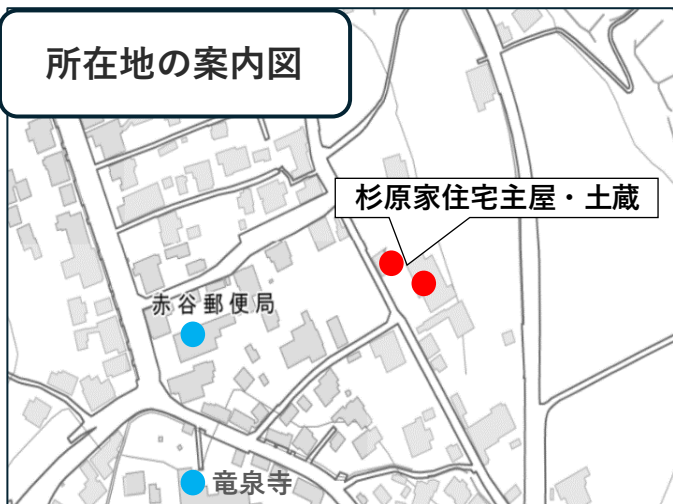 所在地の案内図
杉原家住宅主屋・土蔵
赤谷郵便局
竜泉寺